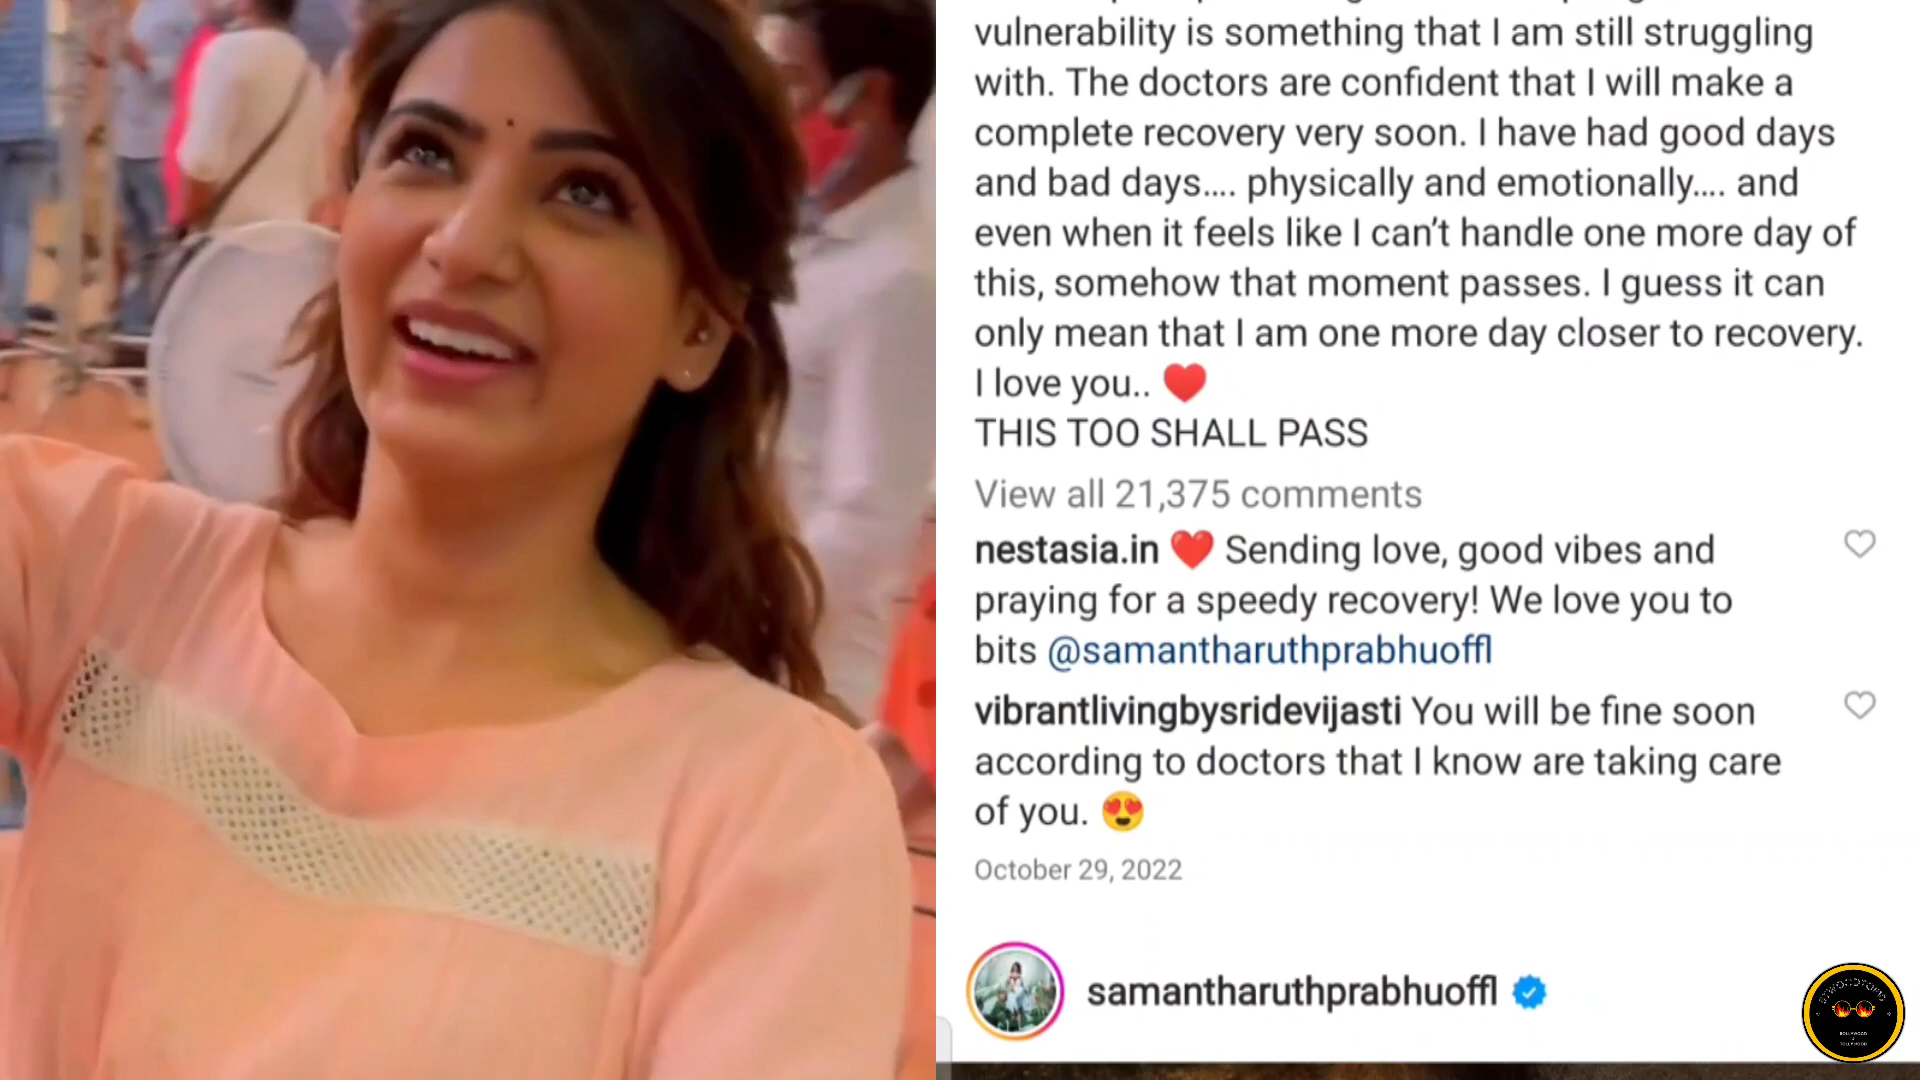 vulnerability is something that I am still struggling
with. The doctors are confident that I will make a
complete recovery very soon. I have had good days
and bad days.... physically and emotionally.... and
even when it feels like I can’t handle one more day of
this, somehow that moment passes. I guess it can
only mean that I am one more day closer to recovery.
I love you.. ♥️
THIS TOO SHALL PASS
View all 21,375 comments
nestasia.in ❤️ Sending love, good vibes and
praying for a speedy recovery! We love you to
bits @samantharuthprabhuoffl
vibrantlivingbysridevijasti You will be fine soon
according to doctors that I know are taking care
of you. 😍
October 29, 2022
samantharuthprabhuoffl
BOLLYWOOD
TOLLYWOOD